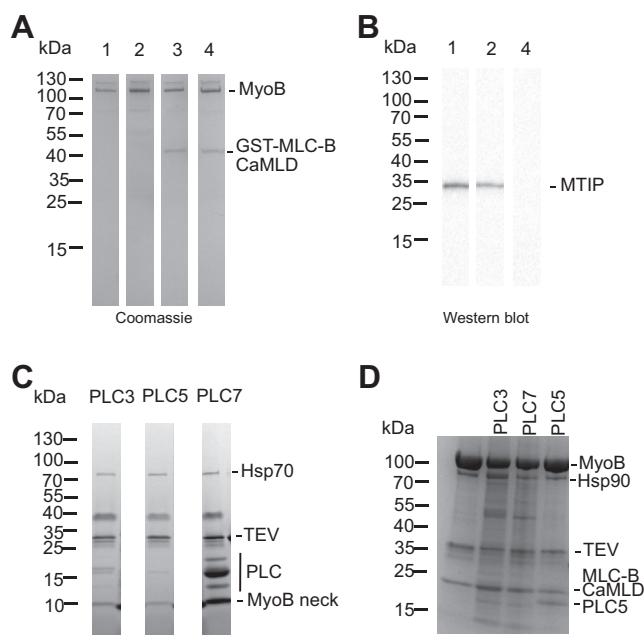 A
kDa 1 2 3 4
130
100
70
55
40
35
25
15
MyoB
GST-MLC-B
CaMLD
Coomassie
B
kDa 1 2 4
130
100
70
55
40
35
25
15
MTIP
Western blot
C
kDa PLC3 PLC5 PLC7
130
100
70
55
40
35
25
15
10
Hsp70
TEV
PLC
MyoB neck
D
kDa PLC3 PLC7 PLC5
100
70
55
40
35
25
15
MyoB
Hsp90
TEV
MLC-B
CaMLD
PLC5